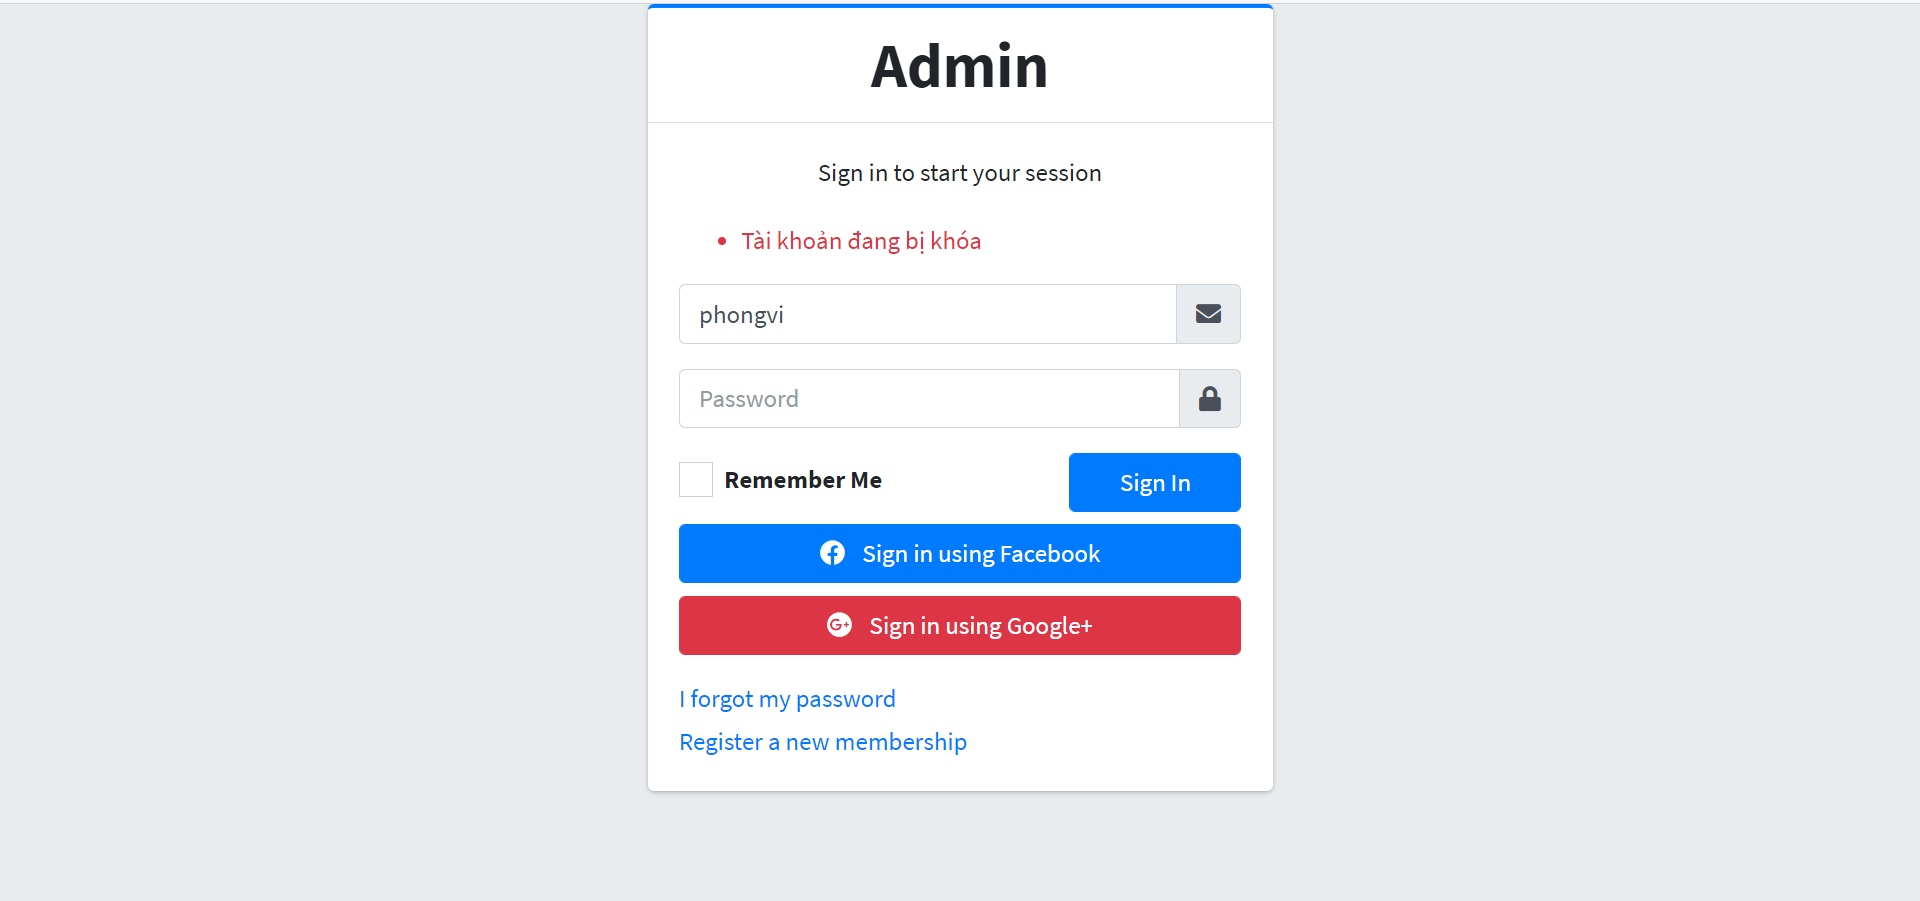 Admin
Sign in to start your session
Tài khoản đang bị khóa
phongvi
Password
Remember Me
Sign In
Sign in using Facebook
Sign in using Google+
I forgot my password
Register a new membership